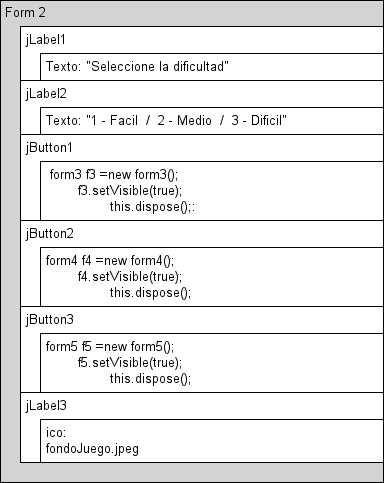 Form 2
jLabel1
Texto: "Seleccione la dificultad"
jLabel2
Texto: "1 - Facil / 2 - Medio / 3 - Dificil"
jButton1
form3 f3 =new form3();
f3.setVisible(true);
this.dispose();:
jButton2
form4 f4 =new form4();
f4.setVisible(true);
this.dispose();
jButton3
form5 f5 =new form5();
f5.setVisible(true);
this.dispose();
jLabel3
ico:
fondoJuego.jpeg